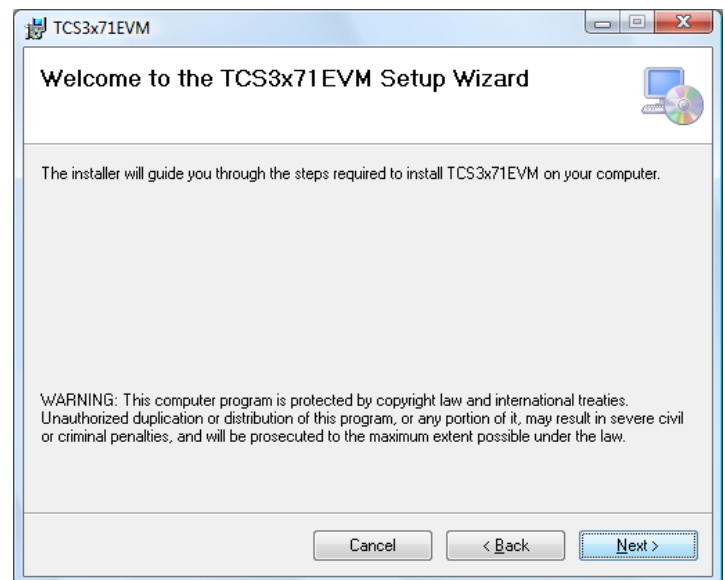 TCS3x71EVM
Welcome to the TCS3x71EVM Setup Wizard
The installer will guide you through the steps required to install TCS3x71EVM on your computer.
WARNING: This computer program is protected by copyright law and international treaties.
Unauthorized duplication or distribution of this program, or any portion of it, may result in severe civil
or criminal penalties, and will be prosecuted to the maximum extent possible under the law.
Cancel < Back Next >